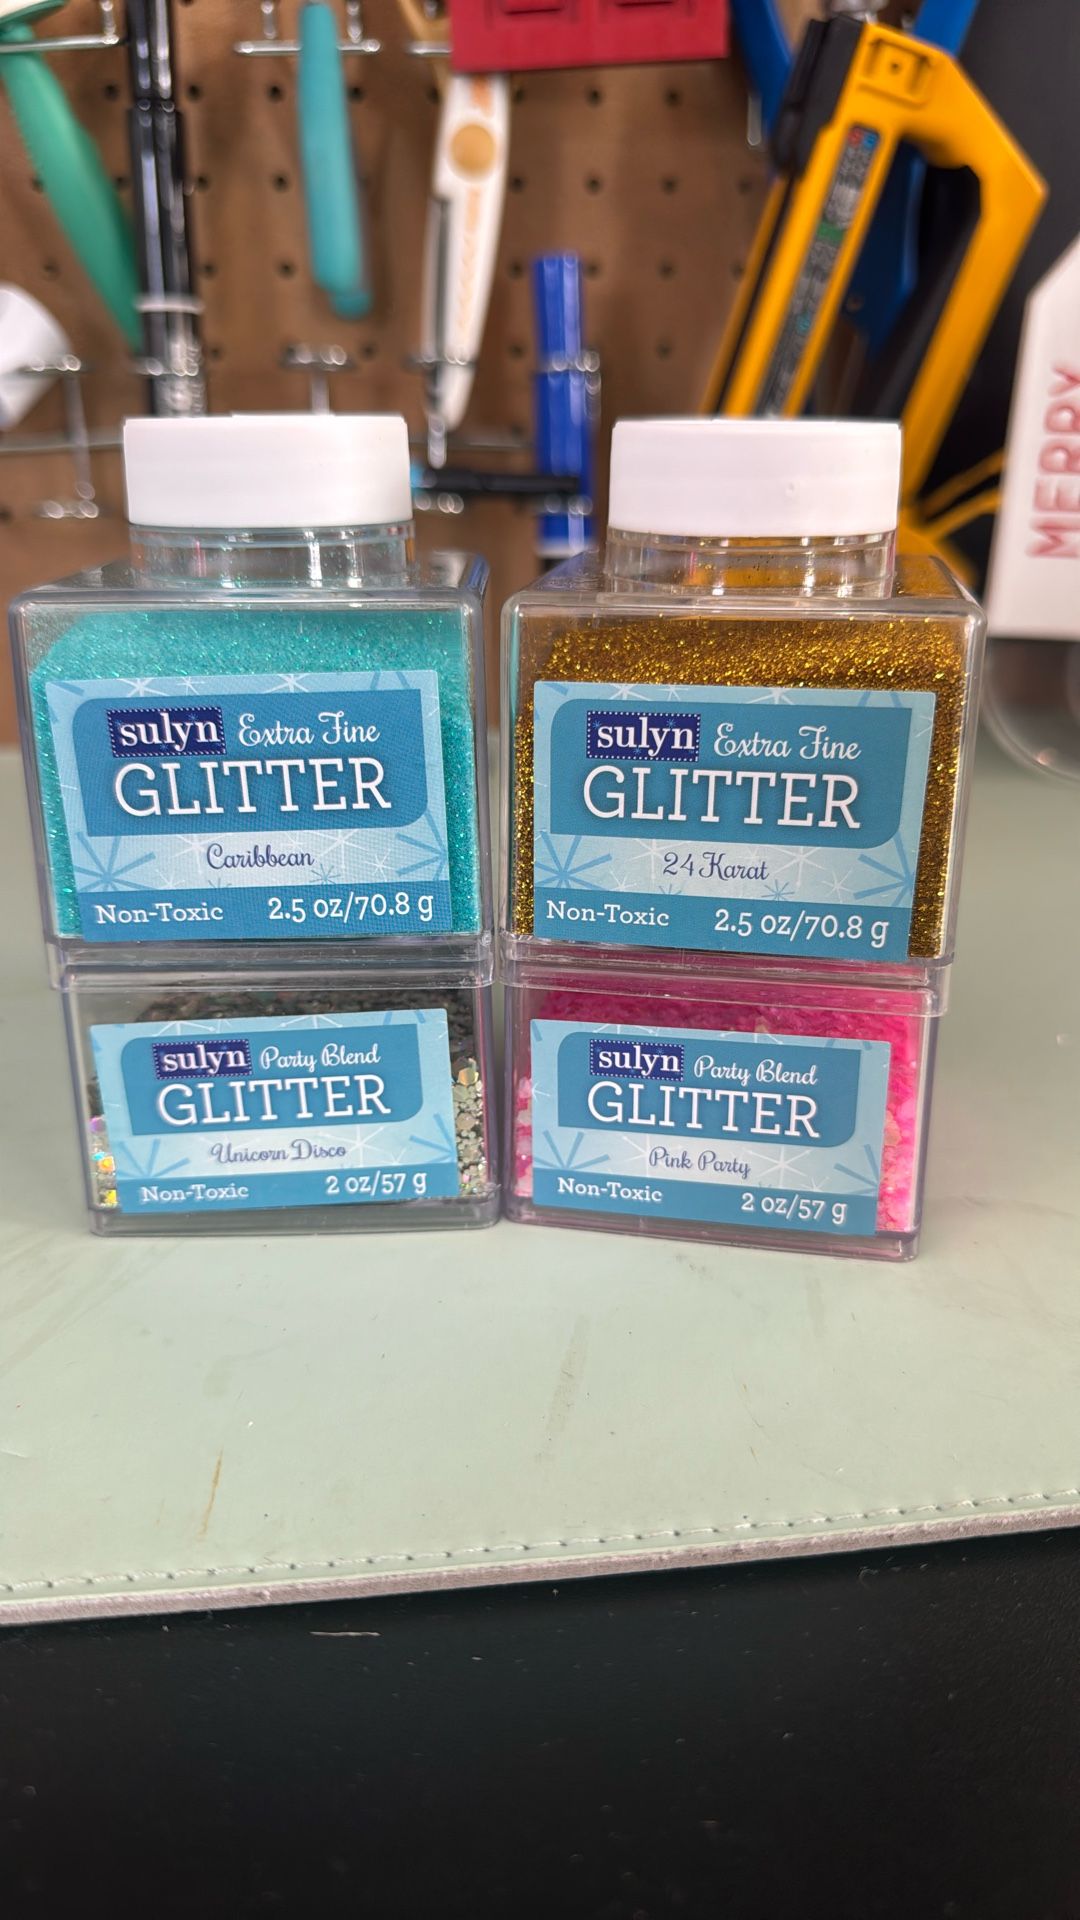 MERRY
sulyn Extra Fine
GLITTER
Caribbean
Non-Toxic 2.5 oz/70.8 g
sulyn Extra Fine
GLITTER
24 Karat
Non-Toxic 2.5 oz/70.8 g
sulyn Party Blend
GLITTER
Unicorn Disco
Non-Toxic 2 oz/57 g
sulyn Party Blend
GLITTER
Pink Party
Non-Toxic 2 oz/57 g